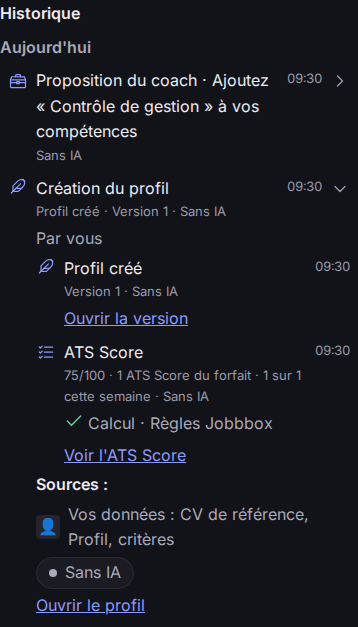 Historique
Aujourd'hui
Proposition du coach · Ajoutez 09:30
« Contrôle de gestion » à vos
compétences
Sans IA
Création du profil 09:30
Profil créé · Version 1 · Sans IA
Par vous
Profil créé 09:30
Version 1 · Sans IA
Ouvrir la version
ATS Score 09:30
75/100 · 1 ATS Score du forfait · 1 sur 1
cette semaine · Sans IA
Calcul · Règles Jobbbox
Voir l'ATS Score
Sources :
Vos données : CV de référence,
Profil, critères
Sans IA
Ouvrir le profil